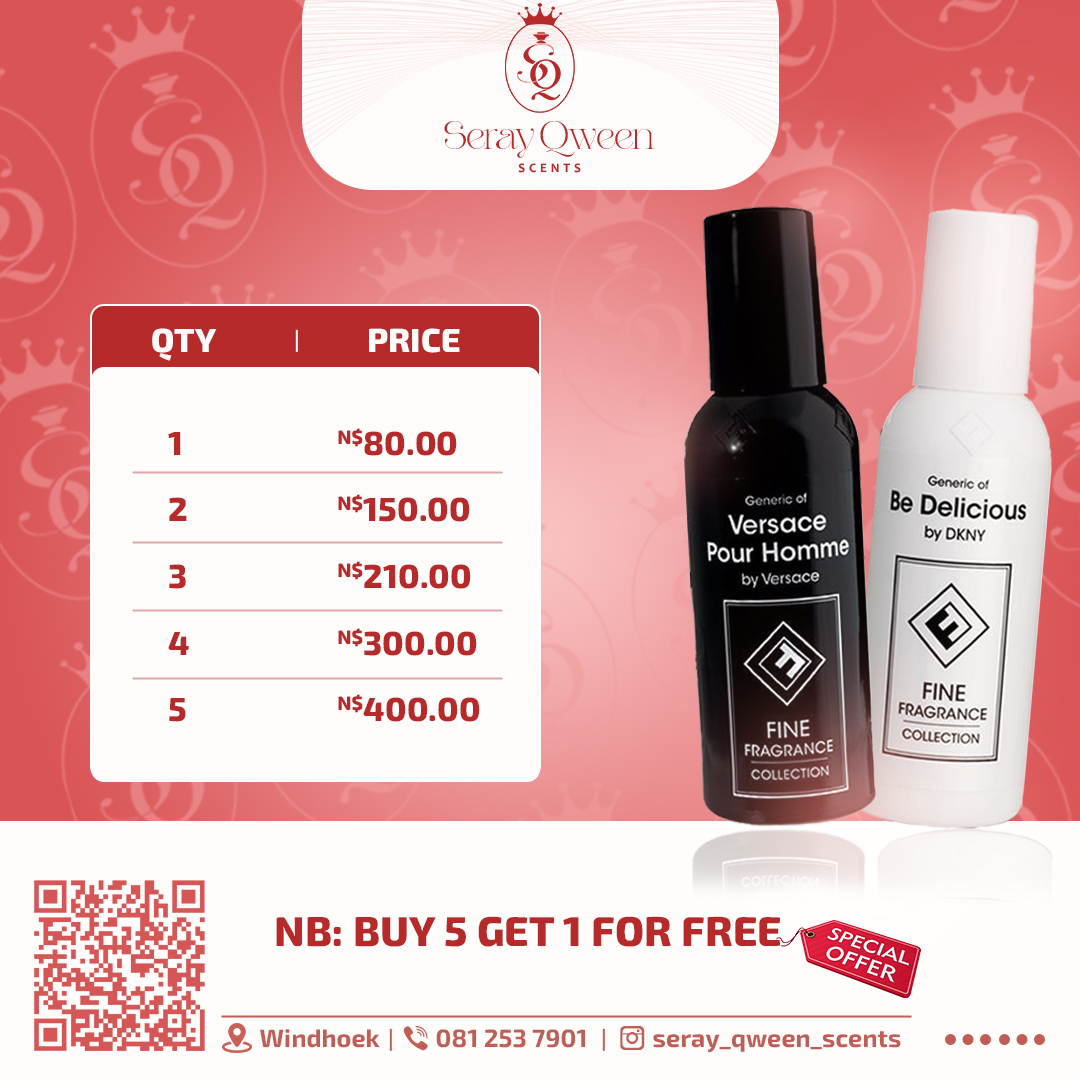 SQ
Seray Qween
SCENTS
QTY | PRICE
1 N$80.00
2 N$150.00
3 N$210.00
4 N$300.00
5 N$400.00
Generic of
Versace
Pour Homme
by Versace
FINE
FRAGRANCE
COLLECTION
Generic of
Be Delicious
by DKNY
FINE
FRAGRANCE
COLLECTION
NB: BUY 5 GET 1 FOR FREE
SPECIAL
OFFER
Windhoek | 081 253 7901 | seray_qween_scents